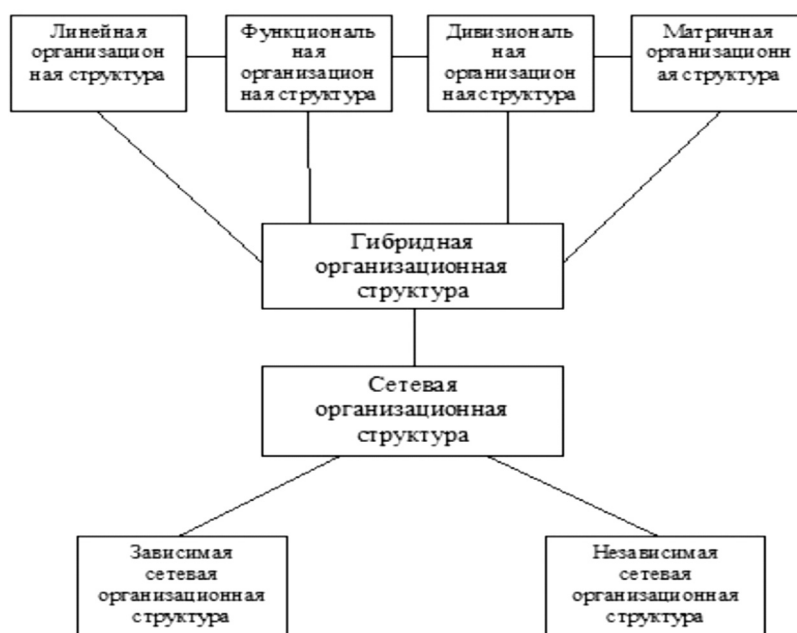 Линейная
организацион
ная структура
Функциональ
ная
организацион
ная структура
Дивизиональ
ная
организацион
ная структура
Матричная
организационн
ая структура
Гибридная
организационная
структура
Сетевая
организационная
структура
Зависимая
сетевая
организационная
структура
Независимая
сетевая
организационная
структура